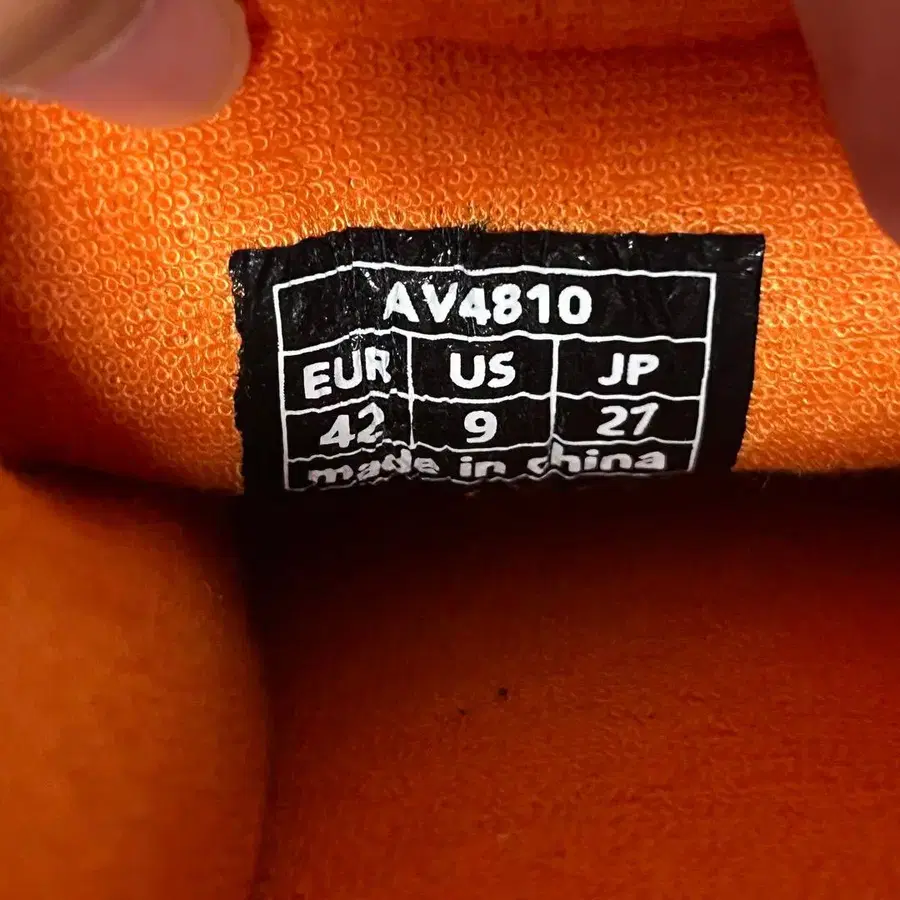 AV4810
EUR US JP
42 9 27
made in china